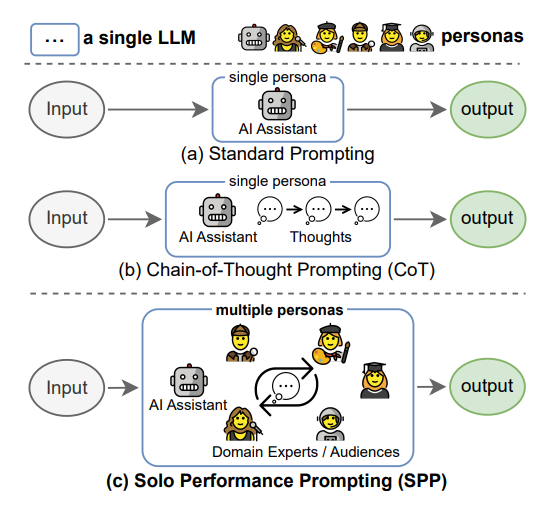 ... a single LLM personas
single persona
Input AI Assistant output
(a) Standard Prompting
single persona
Input output
AI Assistant Thoughts
(b) Chain-of-Thought Prompting (CoT)
multiple personas
Input output
AI Assistant
Domain Experts / Audiences
(c) Solo Performance Prompting (SPP)